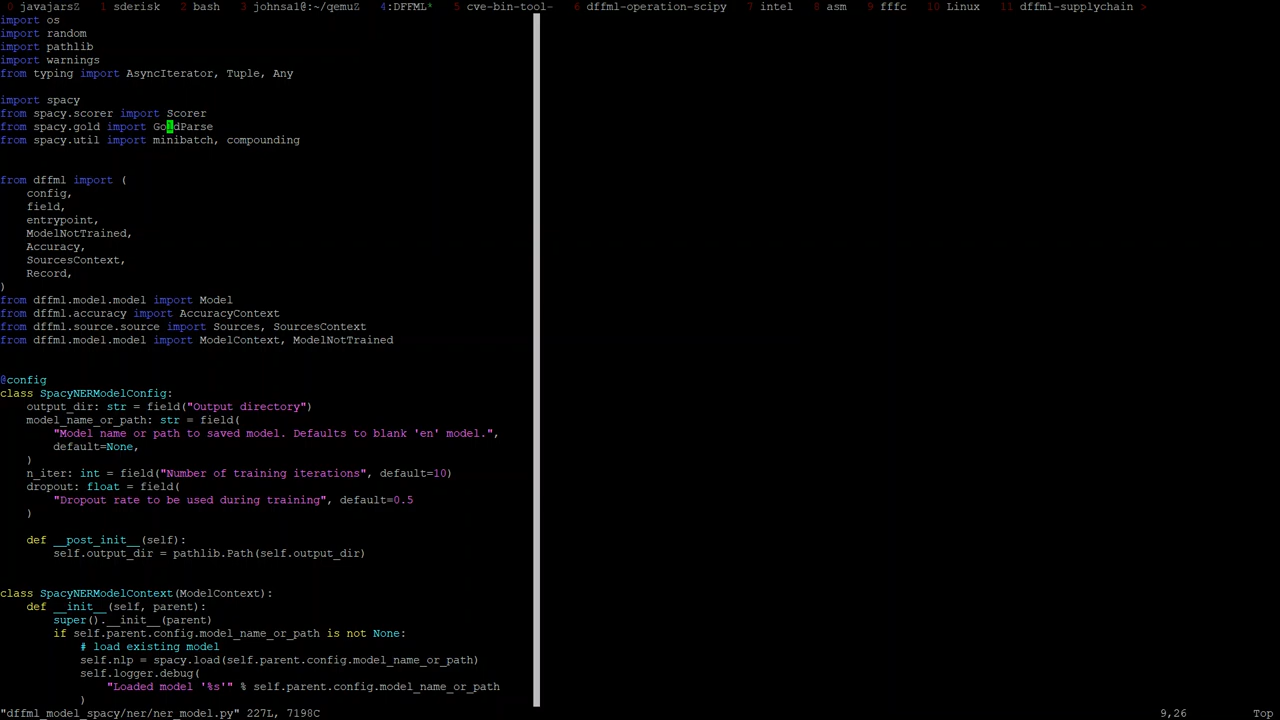 0 javajarsZ 1 sderisk 2 bash 3 johnsal@:~/qemuZ 4:DFFML* 5 cve-bin-tool- 6 dffml-operation-scipy 7 intel 8 asm 9 fffc 10 Linux 11 dffml-supplychain >
import os
import random
import pathlib
import warnings
from typing import AsyncIterator, Tuple, Any
import spacy
from spacy.scorer import Scorer
from spacy.gold import GoldParse
from spacy.util import minibatch, compounding
from dffml import (
config,
field,
entrypoint,
ModelNotTrained,
Accuracy,
SourcesContext,
Record,
)
from dffml.model.model import Model
from dffml.accuracy import AccuracyContext
from dffml.source.source import Sources, SourcesContext
from dffml.model.model import ModelContext, ModelNotTrained
@config
class SpacyNERModelConfig:
output_dir: str = field("Output directory")
model_name_or_path: str = field(
"Model name or path to saved model. Defaults to blank 'en' model.",
default=None,
)
n_iter: int = field("Number of training iterations", default=10)
dropout: float = field(
"Dropout rate to be used during training", default=0.5
)
def __post_init__(self):
self.output_dir = pathlib.Path(self.output_dir)
class SpacyNERModelContext(ModelContext):
def __init__(self, parent):
super().__init__(parent)
if self.parent.config.model_name_or_path is not None:
# load existing model
self.nlp = spacy.load(self.parent.config.model_name_or_path)
self.logger.debug(
"Loaded model '%s'" % self.parent.config.model_name_or_path
)
"dffml_model_spacy/ner/ner_model.py" 227L, 7198C 9,26 Top